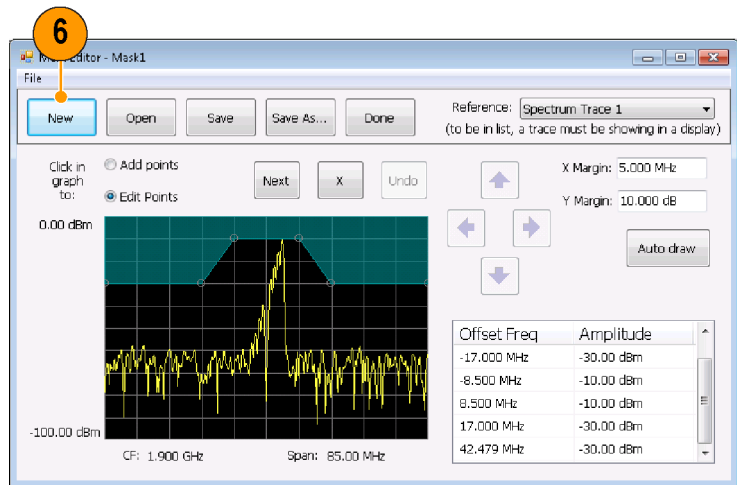 6
Mask Editor - Mask1
File
New Open Save Save As... Done
Reference: Spectrum Trace 1
(to be in list, a trace must be showing in a display)
Click in graph to:
Add points
Edit Points
Next X Undo
X Margin: 5.000 MHz
Y Margin: 10.000 dB
Auto draw
0.00 dBm
-100.00 dBm
CF: 1.900 GHz Span: 85.00 MHz
Offset Freq Amplitude
-17.000 MHz -30.00 dBm
-8.500 MHz -10.00 dBm
8.500 MHz -10.00 dBm
17.000 MHz -30.00 dBm
42.479 MHz -30.00 dBm